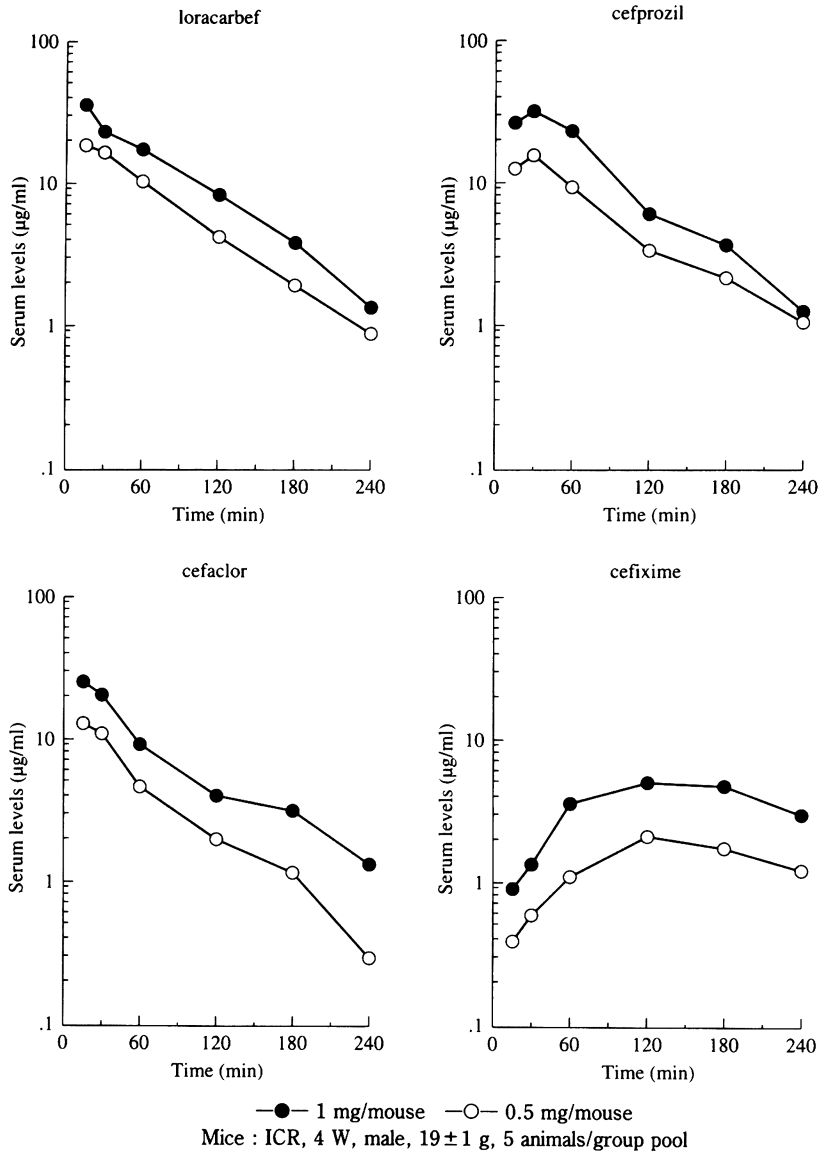 loracarbef
100
10
1
.1
Serum levels (μg/ml)
0 60 120 180 240
Time (min)
cefprozil
100
10
1
.1
Serum levels (μg/ml)
0 60 120 180 240
Time (min)
cefaclor
100
10
1
.1
Serum levels (μg/ml)
0 60 120 180 240
Time (min)
cefixime
100
10
1
.1
Serum levels (μg/ml)
0 60 120 180 240
Time (min)
1 mg/mouse 0.5 mg/mouse
Mice : ICR, 4 W, male, 19±1 g, 5 animals/group pool